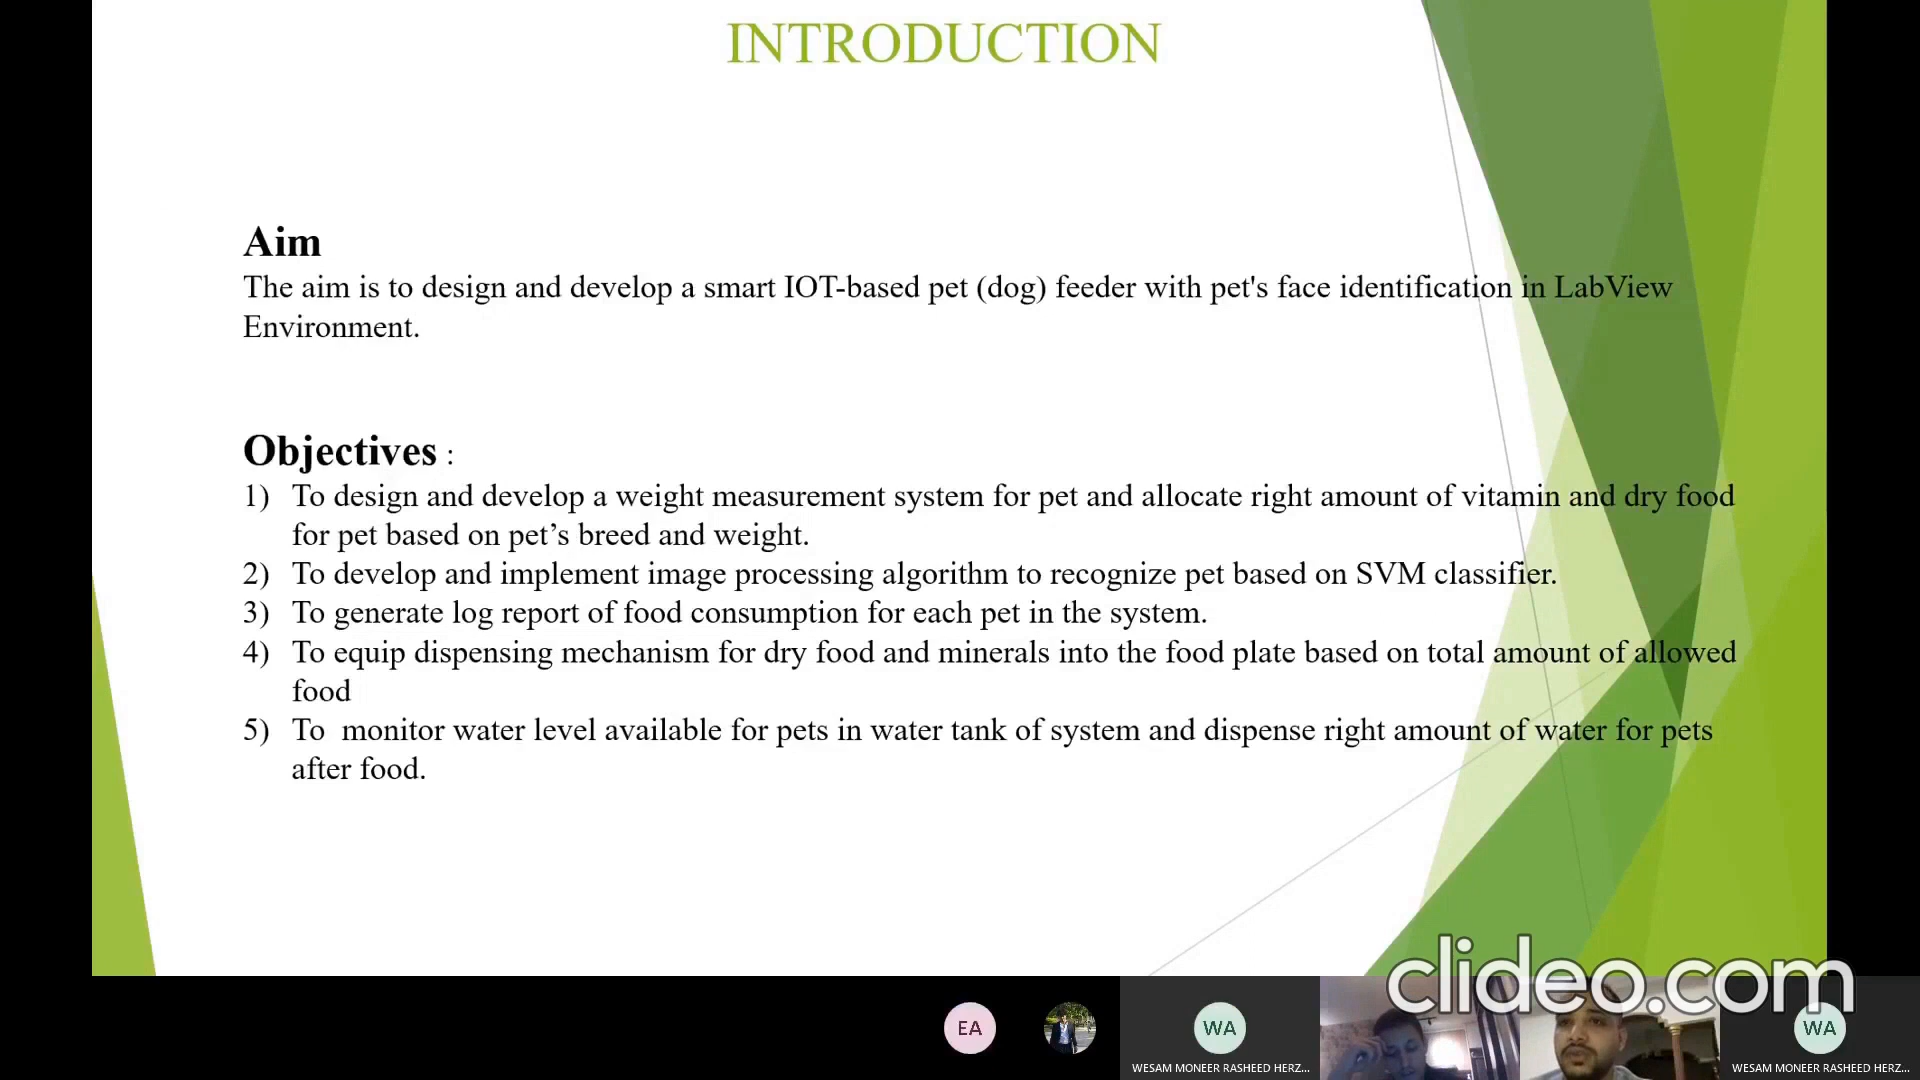 INTRODUCTION
Aim
The aim is to design and develop a smart IOT-based pet (dog) feeder with pet's face identification in LabView
Environment.
Objectives :
1) To design and develop a weight measurement system for pet and allocate right amount of vitamin and dry food
for pet based on pet’s breed and weight.
2) To develop and implement image processing algorithm to recognize pet based on SVM classifier.
3) To generate log report of food consumption for each pet in the system.
4) To equip dispensing mechanism for dry food and minerals into the food plate based on total amount of allowed
food
5) To  monitor water level available for pets in water tank of system and dispense right amount of water for pets
after food.
clideo.com
EA
WA
WA
WESAM MONEER RASHEED HERZ...
WESAM MONEER RASHEED HERZ...